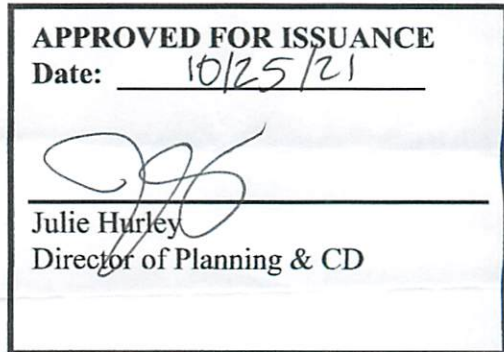 APPROVED FOR ISSUANCE
Date: 10/25/21
Julie Hurley
Director of Planning & CD